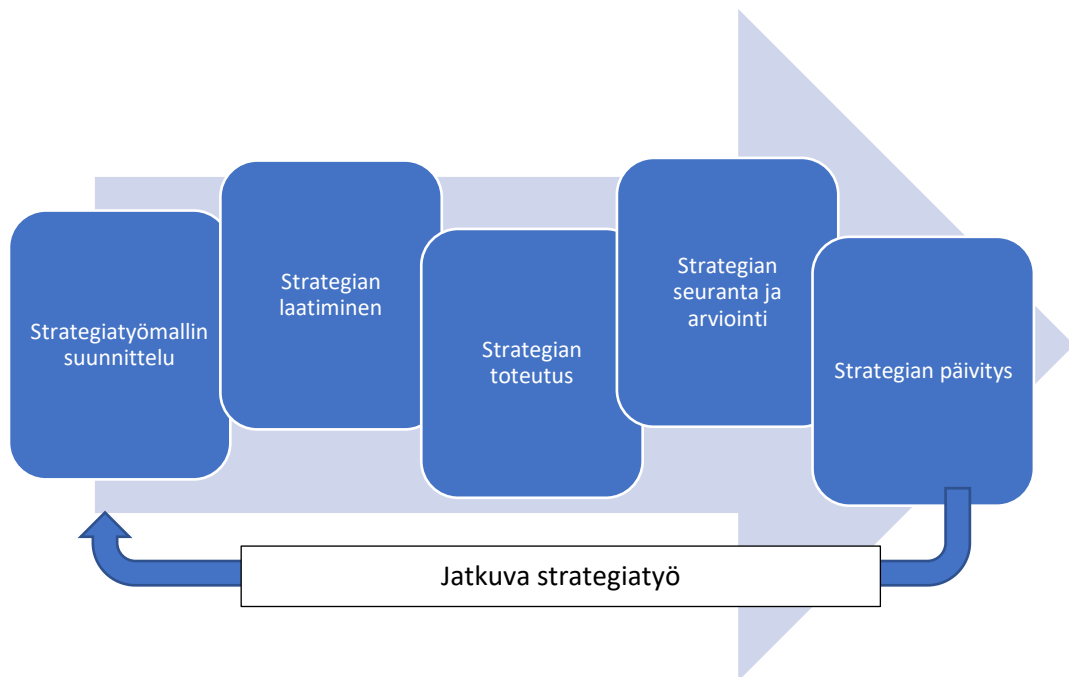 Strategiatyömallin
suunnittelu
Strategian
laatiminen
Strategian
toteutus
Strategian
seuranta ja
arviointi
Strategian päivitys
Jatkuva strategiatyö